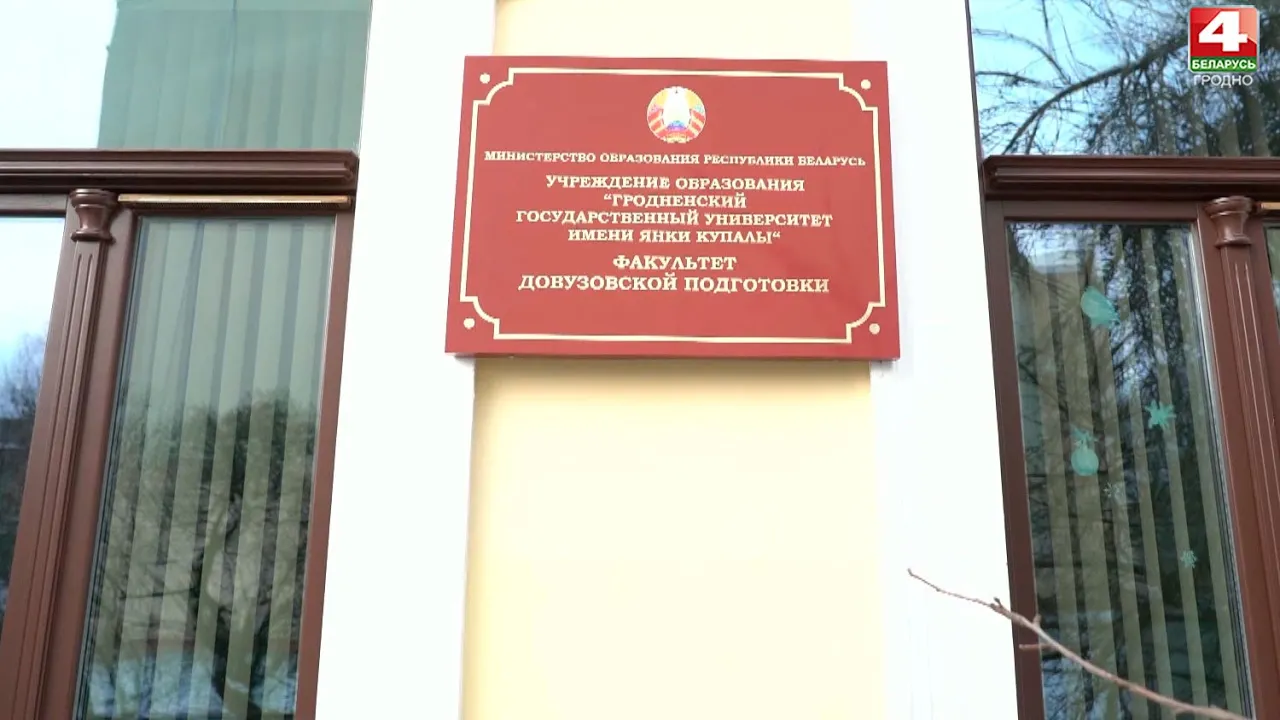 4
БЕЛАРУСЬ
ГРОДНО
МИНИСТЕРСТВО ОБРАЗОВАНИЯ РЕСПУБЛИКИ БЕЛАРУСЬ
УЧРЕЖДЕНИЕ ОБРАЗОВАНИЯ
“ГРОДНЕНСКИЙ
ГОСУДАРСТВЕННЫЙ УНИВЕРСИТЕТ
ИМЕНИ ЯНКИ КУПАЛЫ“
ФАКУЛЬТЕТ
ДОВУЗОВСКОЙ ПОДГОТОВКИ